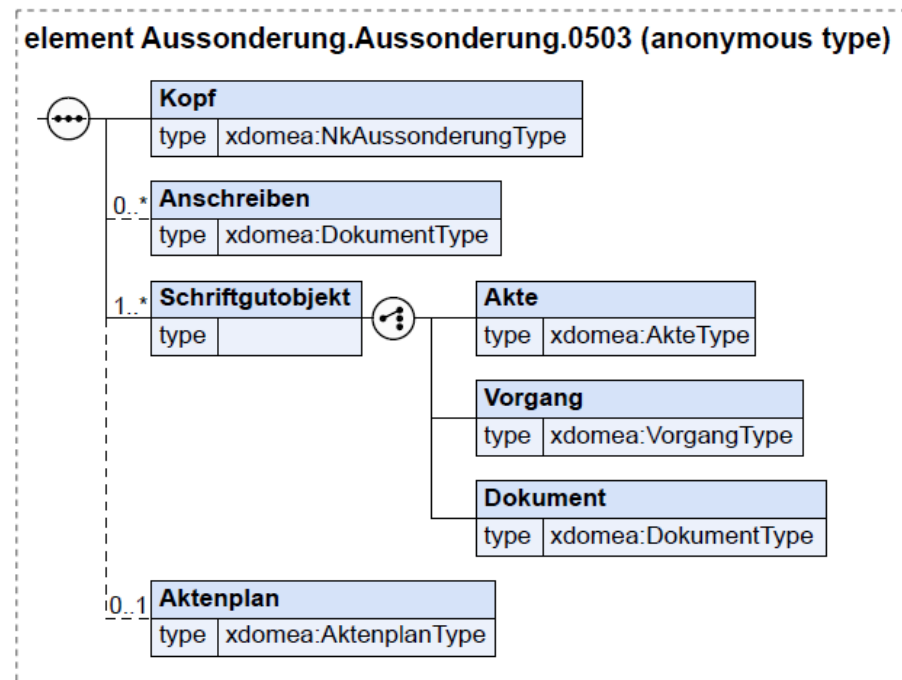 element Aussonderung.Aussonderung.0503 (anonymous type)
Kopf
type xdomea:NkAussonderungType
0..* Anschreiben
type xdomea:DokumentType
1..* Schriftgutobjekt
type
Akte
type xdomea:AkteType
Vorgang
type xdomea:VorgangType
Dokument
type xdomea:DokumentType
0..1 Aktenplan
type xdomea:AktenplanType